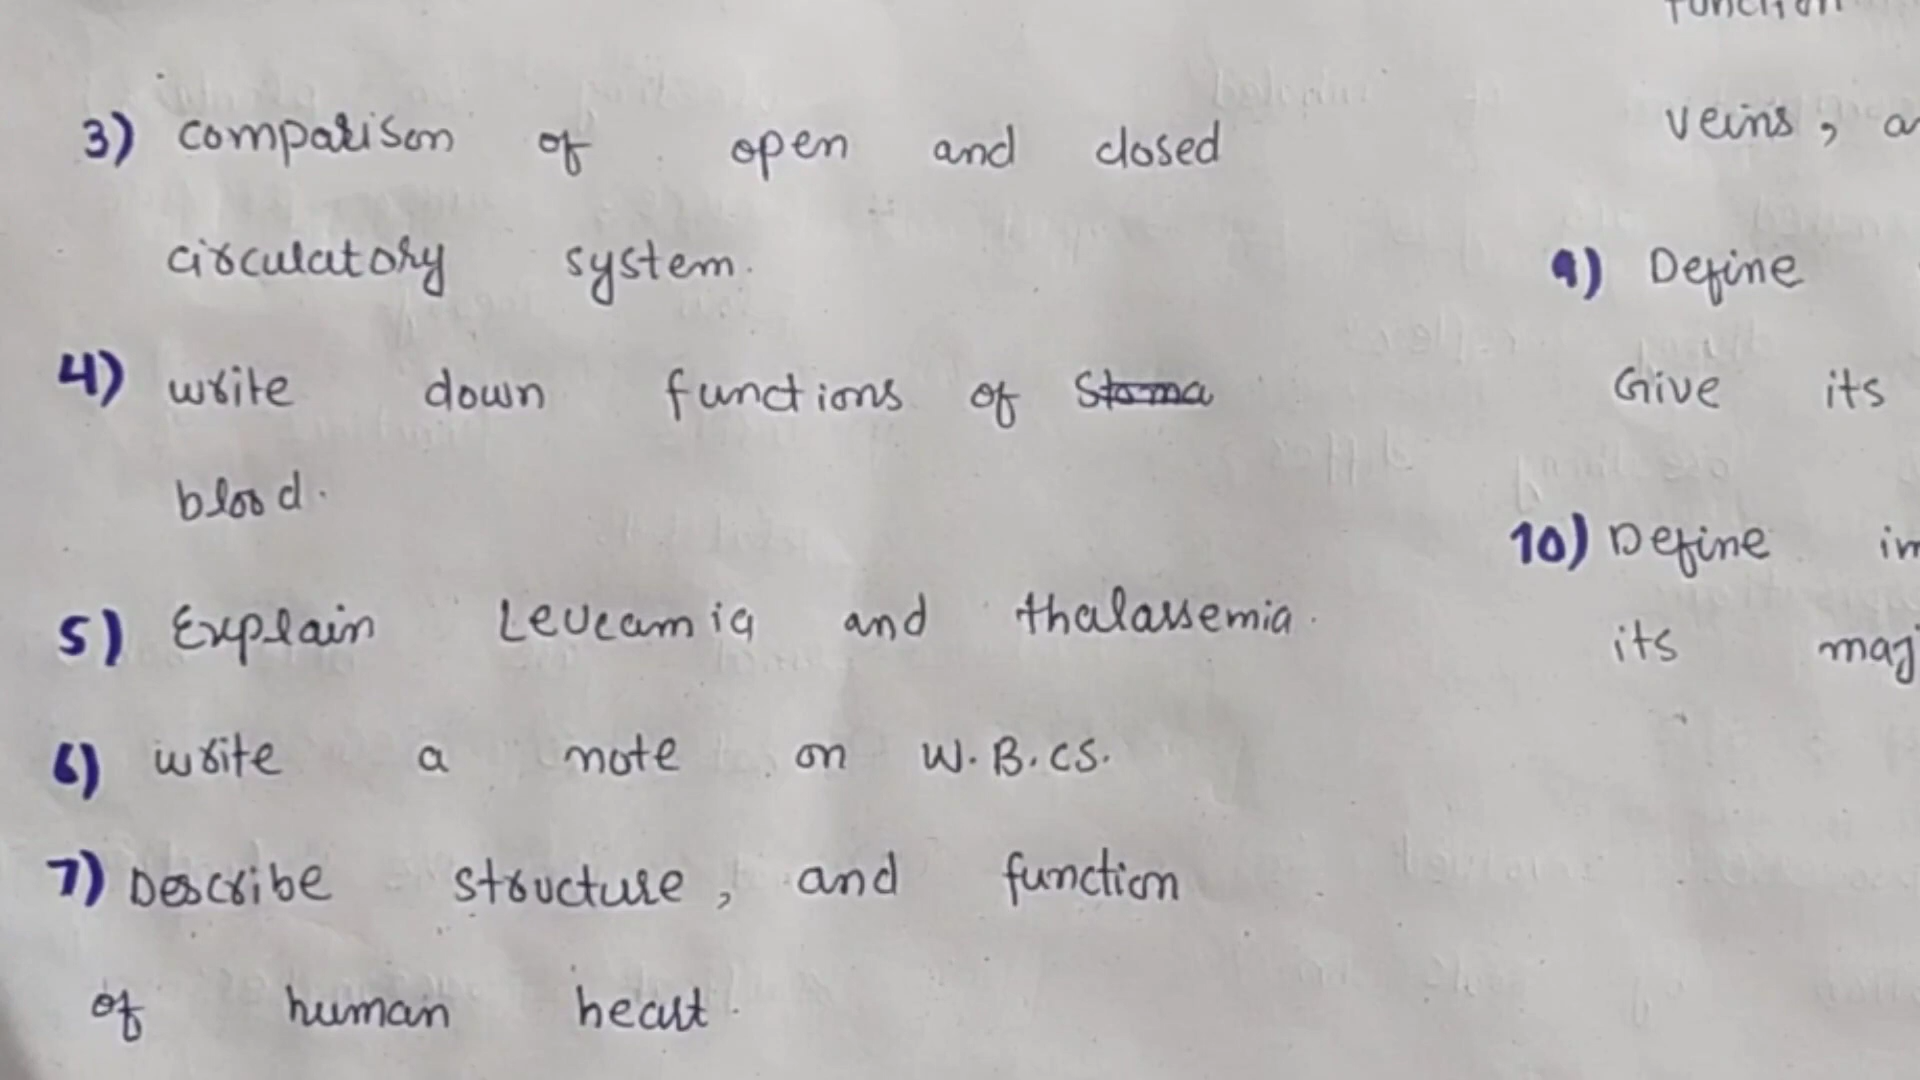 3) comparison of open and closed
circulatory system.
4) write down functions of
blood.
5) Explain Leucamia and thalassemia.
6) write a note on W.B.CS.
7) Describe structure, and function
of human heart.
function
veins,
9) Define
Give its
10) Define
its